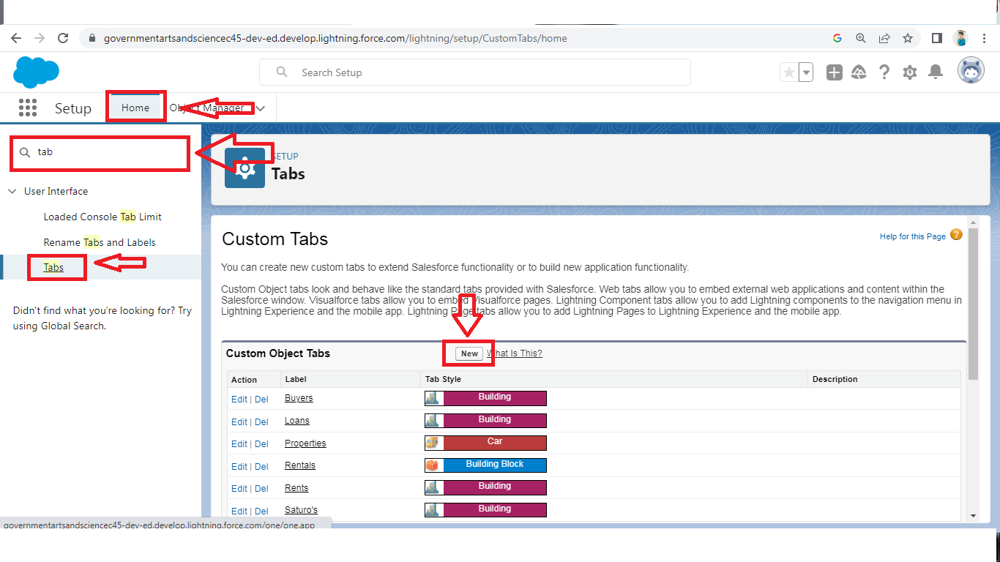 governmentartsandsciencec45-dev-ed.develop.lightning.force.com/lightning/setup/CustomTabs/home
Search Setup
Setup
Home
Object Manager
tab
SETUP
Tabs
User Interface
Loaded Console Tab Limit
Rename Tabs and Labels
Tabs
Didn't find what you're looking for? Try
using Global Search.
Custom Tabs
Help for this Page
You can create new custom tabs to extend Salesforce functionality or to build new application functionality.
Custom Object tabs look and behave like the standard tabs provided with Salesforce. Web tabs allow you to embed external web applications and content within the
Salesforce window. Visualforce tabs allow you to embed Visualforce pages. Lightning Component tabs allow you to add Lightning components to the navigation menu in
Lightning Experience and the mobile app. Lightning Page tabs allow you to add Lightning Pages to Lightning Experience and the mobile app.
Custom Object Tabs New What Is This?
Action Label Tab Style Description
Edit | Del Buyers Building
Edit | Del Loans Building
Edit | Del Properties Car
Edit | Del Rentals Building Block
Edit | Del Rents Building
Edit | Del Saturo's Building
governmentartsandsciencec45-dev-ed.develop.lightning.force.com/one/one.app